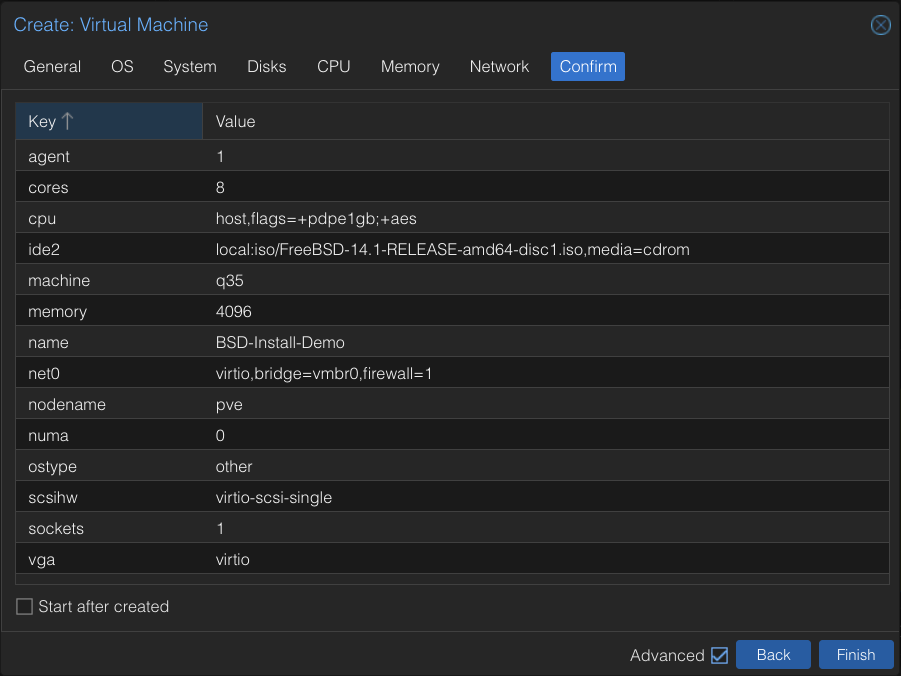 Create: Virtual Machine
General OS System Disks CPU Memory Network Confirm
Key ↑ Value
agent 1
cores 8
cpu host,flags=+pdpe1gb;+aes
ide2 local:iso/FreeBSD-14.1-RELEASE-amd64-disc1.iso,media=cdrom
machine q35
memory 4096
name BSD-Install-Demo
net0 virtio,bridge=vmbr0,firewall=1
nodename pve
numa 0
ostype other
scsihw virtio-scsi-single
sockets 1
vga virtio
Start after created
Advanced Back Finish